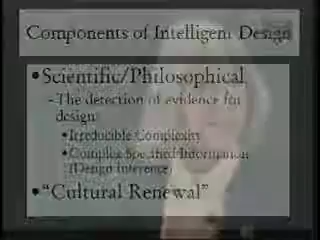 Components of Intelligent Design
•Scientific/Philosophical
–The detection of evidence for
design
•Irreducible Complexity
•Complex Specified Information
(Design Inference)
•“Cultural Renewal”